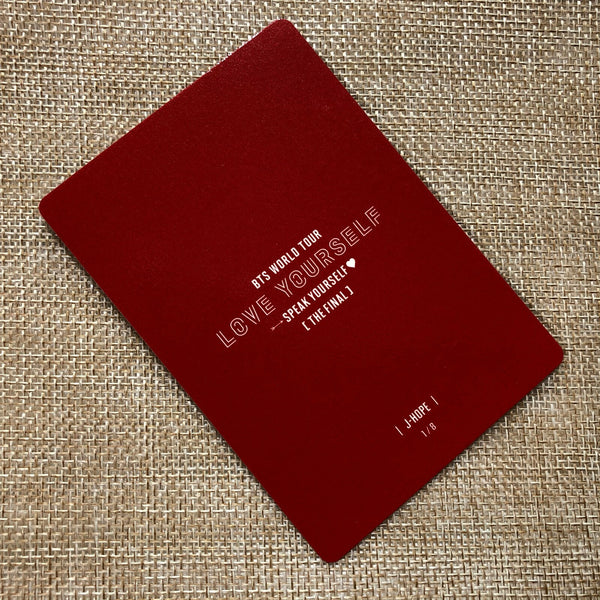 BTS WORLD TOUR
LOVE YOURSELF
SPEAK YOURSELF♥
[ THE FINAL ]
| J-HOPE |
1/8